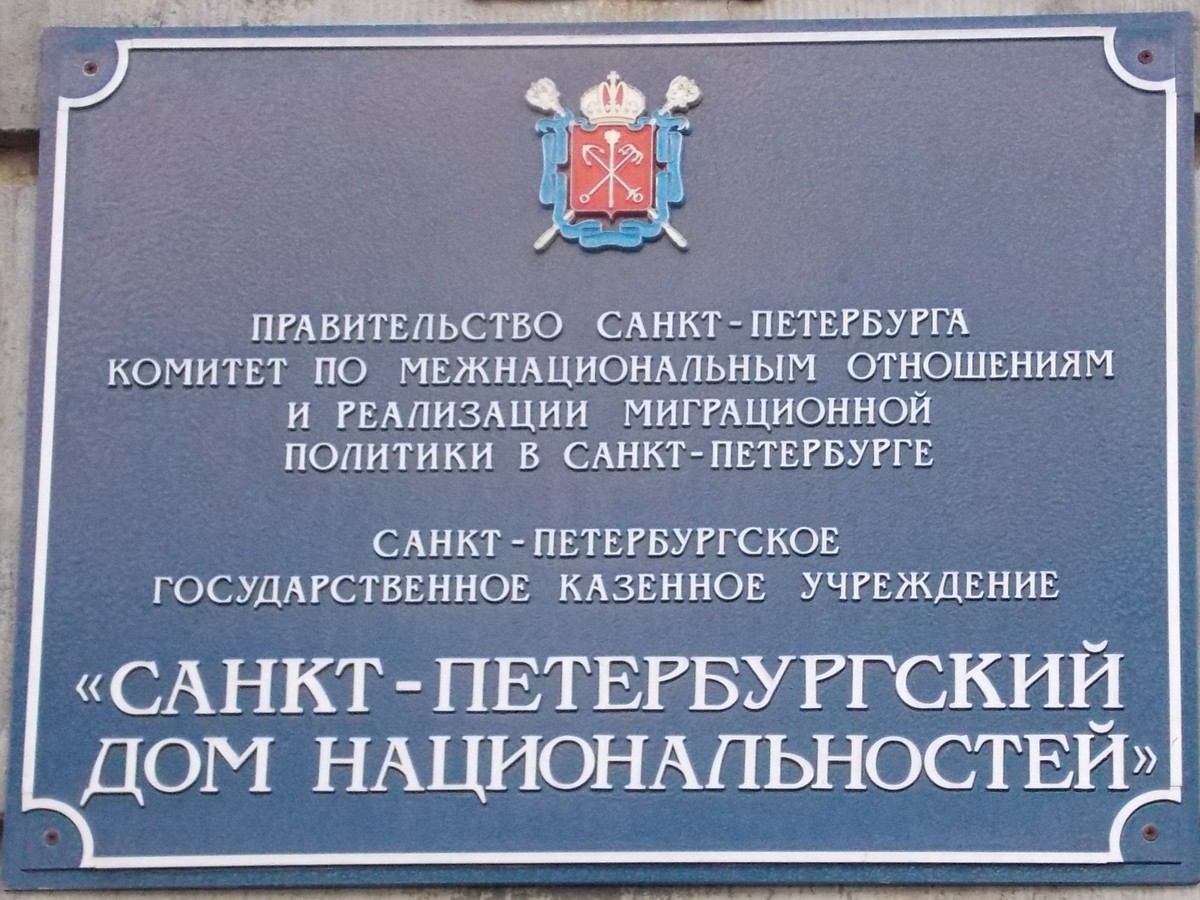 ПРАВИТЕЛЬСТВО САНКТ-ПЕТЕРБУРГА
КОМИТЕТ ПО МЕЖНАЦИОНАЛЬНЫМ ОТНОШЕНИЯМ
И РЕАЛИЗАЦИИ МИГРАЦИОННОЙ
ПОЛИТИКИ В САНКТ-ПЕТЕРБУРГЕ
САНКТ-ПЕТЕРБУРГСКОЕ
ГОСУДАРСТВЕННОЕ КАЗЕННОЕ УЧРЕЖДЕНИЕ
«САНКТ-ПЕТЕРБУРГСКИЙ
ДОМ НАЦИОНАЛЬНОСТЕЙ»